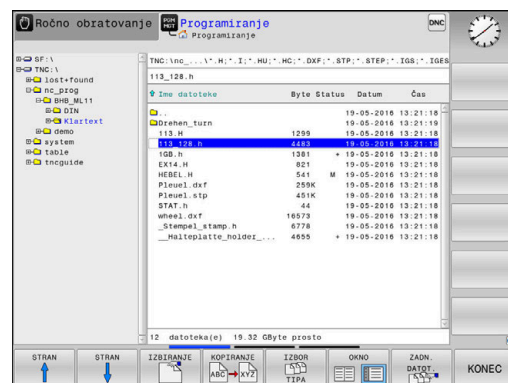 Ročno obratovanje
PGM MGT
Programiranje
Programiranje
DNC
SF:\
TNC:\
lost+found
nc_prog
BHB_ML11
DIN
Klartext
demo
system
table
tncguide
TNC:\nc_...\*.H;*.I;*.HU;*.HC;*.DXF;*.STP;*.STEP;*.IGS;*.IGES
113_128.h
Ime datoteke Byte Status Datum Čas
.. 19-05-2016 13:21:18
Drehen_turn 19-05-2016 13:21:19
113.H 1299 19-05-2016 13:21:18
113_128.h 4483 19-05-2016 13:21:18
1GB.h 1381 + 19-05-2016 13:21:18
EX14.H 821 19-05-2016 13:21:18
HEBEL.H 541 M 19-05-2016 13:21:18
Pleuel.dxf 259K 19-05-2016 13:21:18
Pleuel.stp 451K 19-05-2016 13:21:18
STAT.h 44 19-05-2016 13:21:18
wheel.dxf 16573 19-05-2016 13:21:18
_Stempel_stamp.h 6778 19-05-2016 13:21:18
__Halteplatte_holder_... 4655 + 19-05-2016 13:21:18
12 datoteka(e) 19.32 GByte prosto
STRAN
STRAN
IZBIRANJE
KOPIRANJE
ABC XYZ
IZBOR
TIPA
OKNO
ZADN.
DATOT.
KONEC